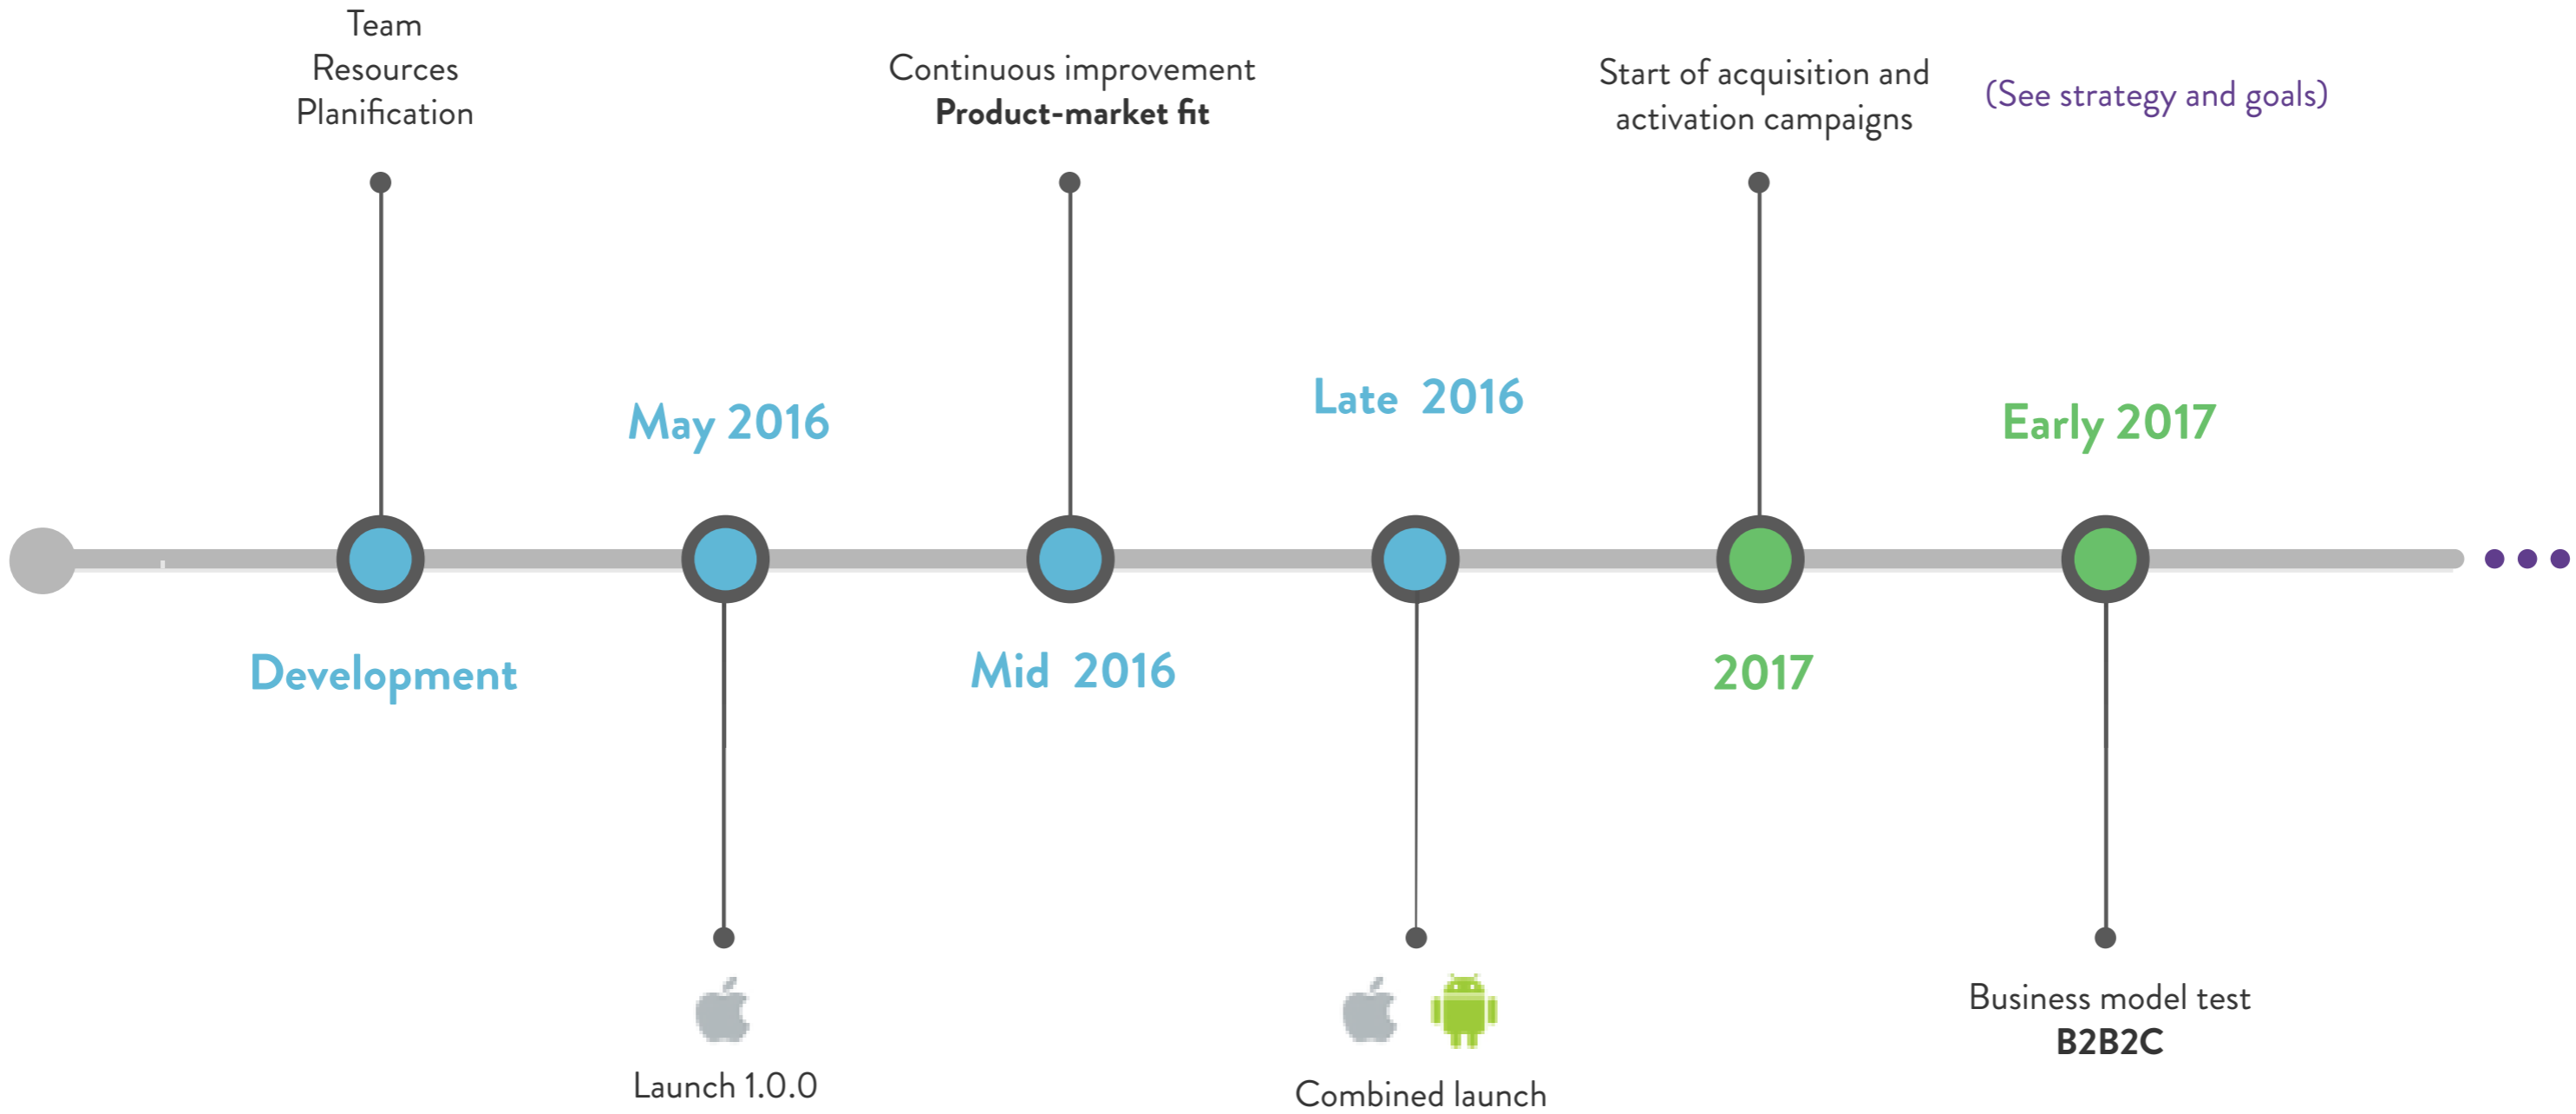 Team
Resources
Planification
Continuous improvement
Product-market fit
Start of acquisition and
activation campaigns
(See strategy and goals)
May 2016
Late 2016
Early 2017
Development
Mid 2016
2017
Launch 1.0.0
Combined launch
Business model test
B2B2C